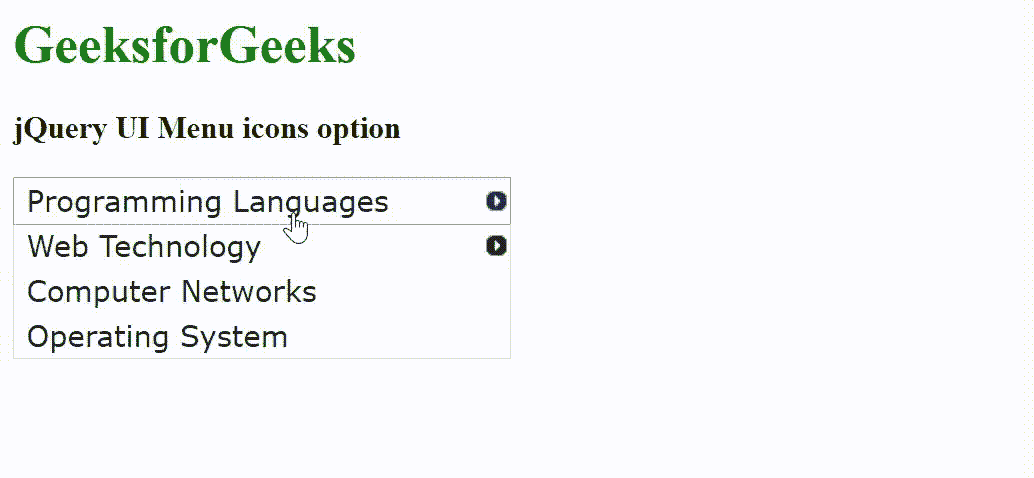 GeeksforGeeks
jQuery UI Menu icons option
Programming Languages
Web Technology
Computer Networks
Operating System